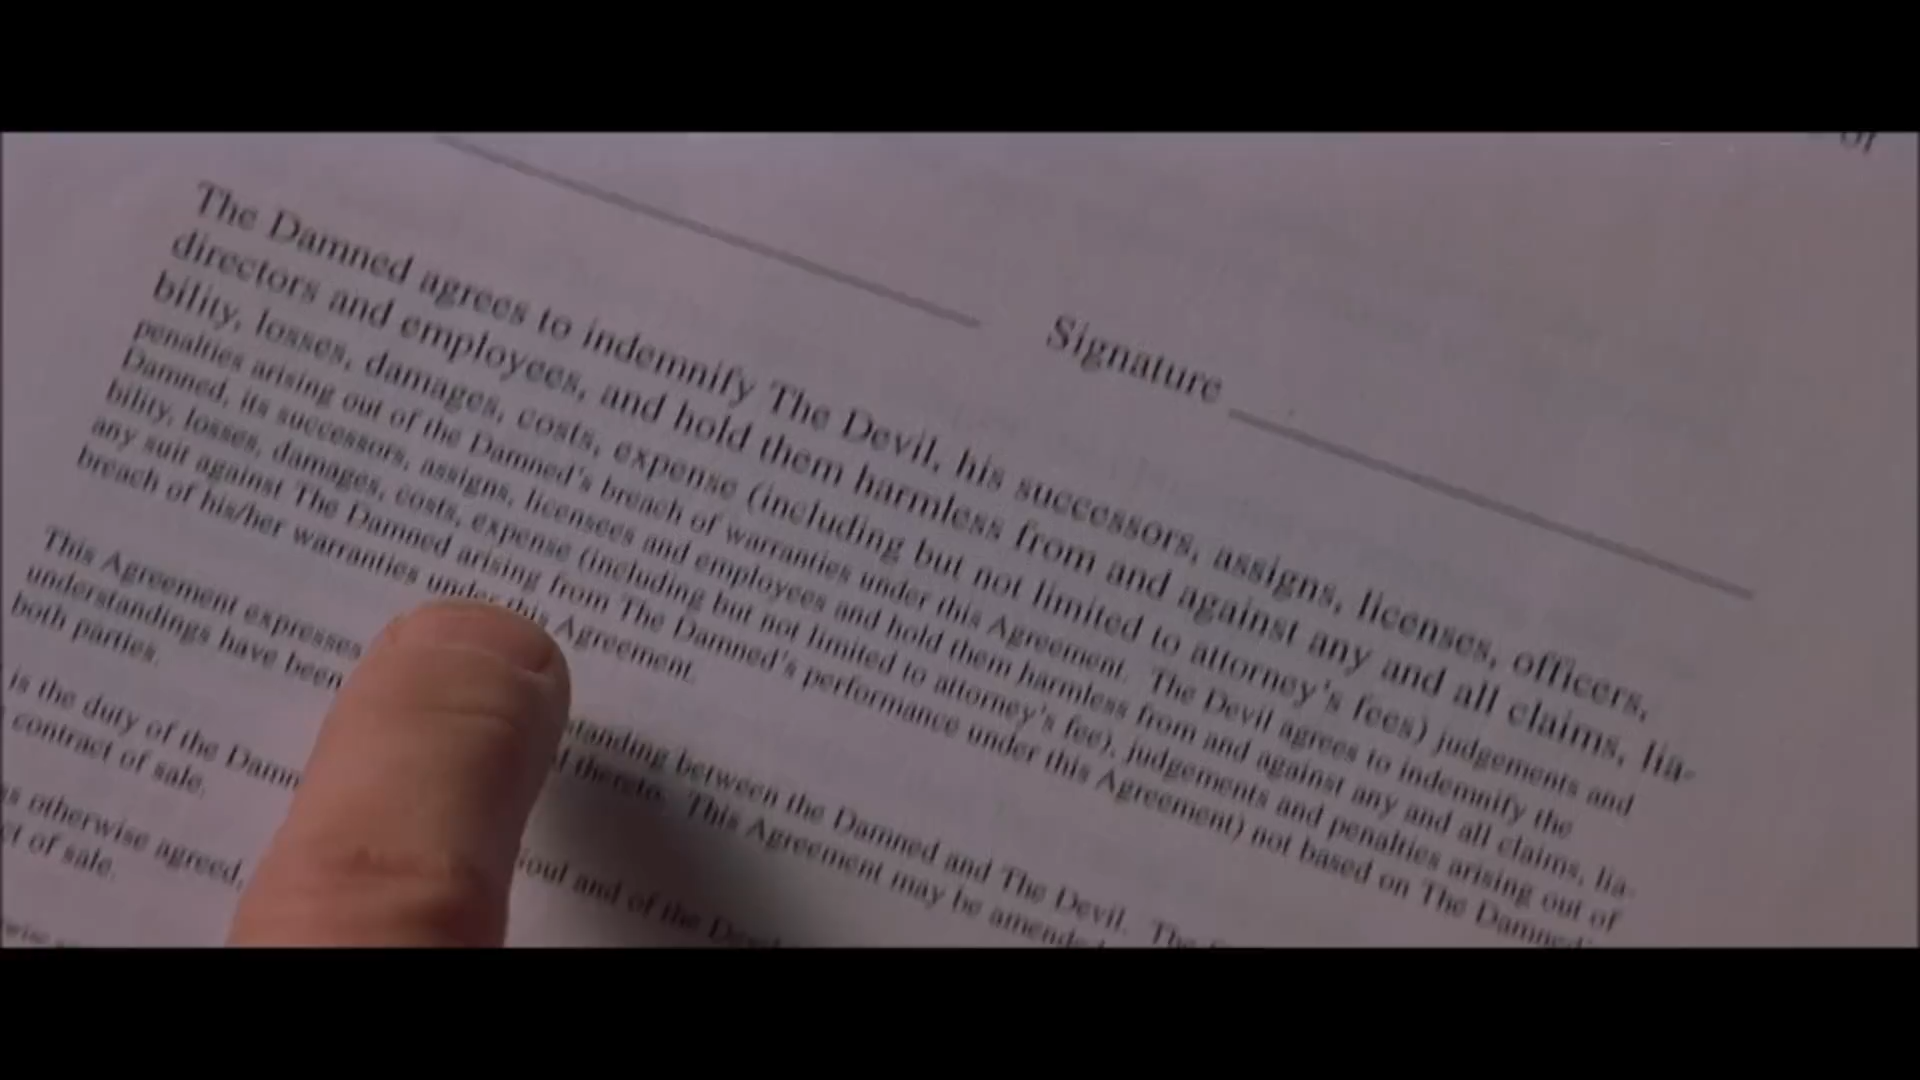 of
Signature
The Damned agrees to indemnify The Devil, his successors, assigns, licenses, officers,
directors and employees, and hold them harmless from and against any and all claims, lia-
bility, losses, damages, costs, expense (including but not limited to attorney's fees) judgements and
penalties arising out of the Damned's breach of warranties under this Agreement. The Devil agrees to indemnify the
Damned, its successors, assigns, licensees and employees and hold them harmless from and against any and all claims, lia-
bility, losses, damages, costs, expense (including but not limited to attorney's fee), judgements and penalties arising out of
any suit against The Damned arising from The Damned's performance under this Agreement) not based on The Damned's
breach of his/her warranties under this Agreement.
This Agreement expresses standing between the Damned and The Devil. The
understandings have been thereto. This Agreement may be amended
both parties.
is the duty of the Damn
contract of sale.
otherwise agreed, Soul and of the
of sale.